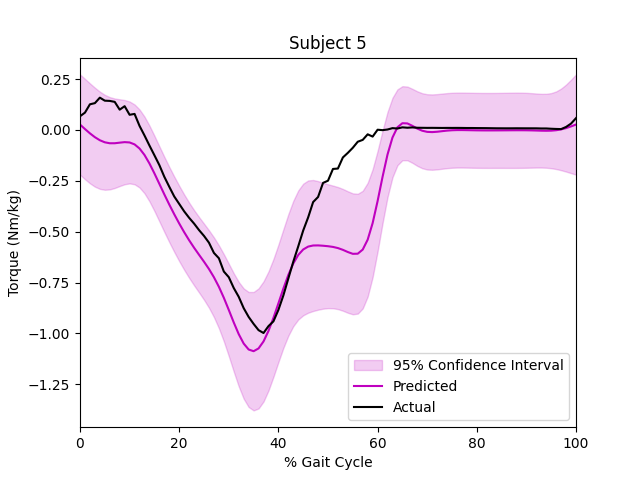 Subject 5
0.25
0.00
−0.25
−0.50
−0.75
−1.00
−1.25
Torque (Nm/kg)
95% Confidence Interval
Predicted
Actual
0 20 40 60 80 100
% Gait Cycle